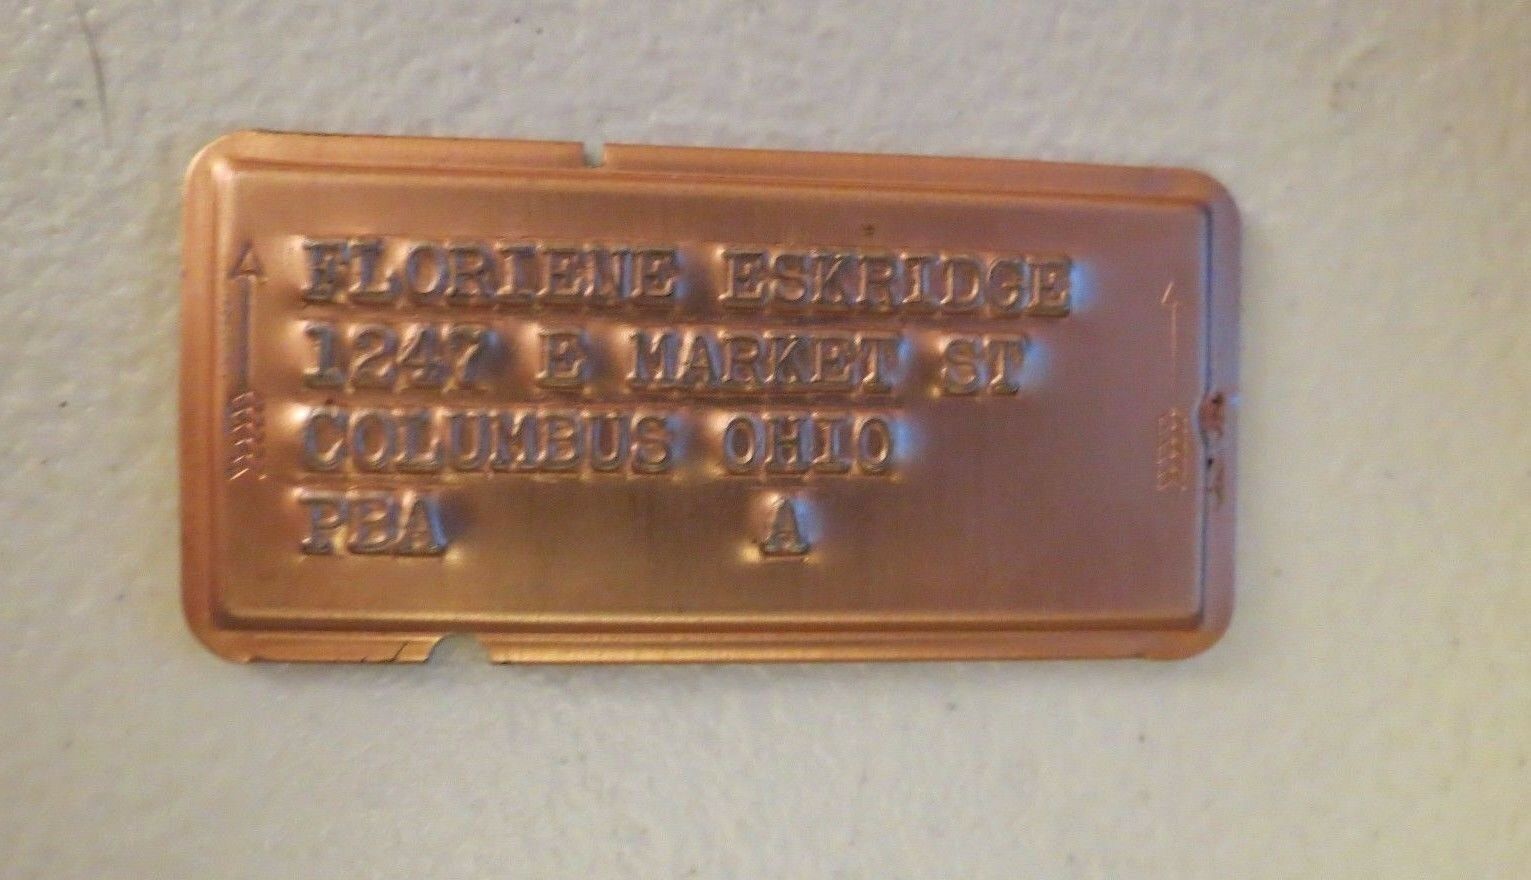 FLORIENE ESKRIDGE
1247 E MARKET ST
COLUMBUS OHIO
PBA A